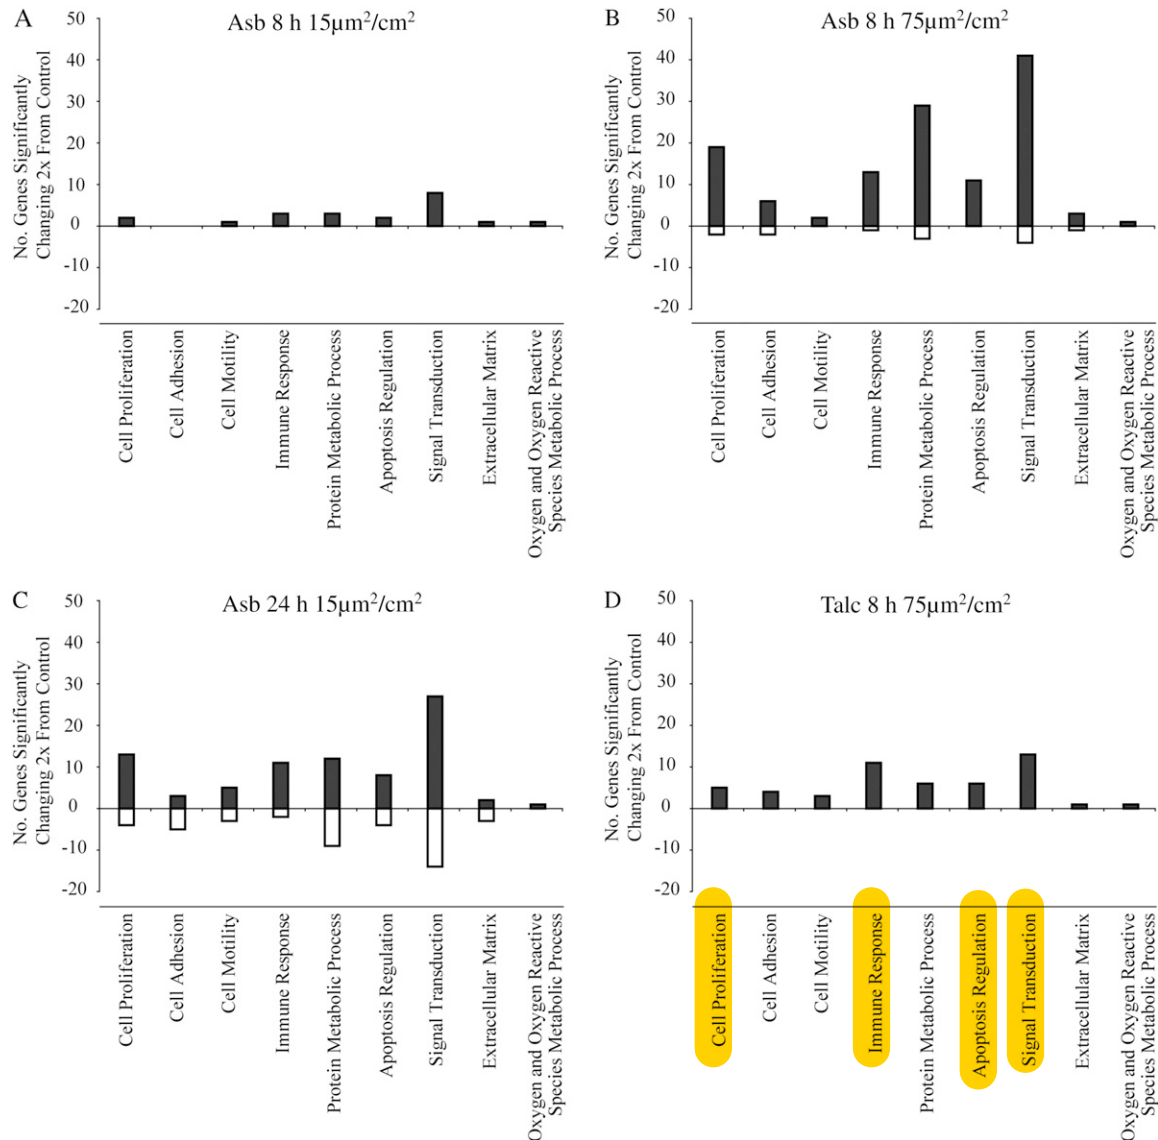 A
Asb 8 h 15µm²/cm²
No. Genes Significantly
Changing 2x From Control
50
40
30
20
10
0
-10
-20
Cell Proliferation
Cell Adhesion
Cell Motility
Immune Response
Protein Metabolic Process
Apoptosis Regulation
Signal Transduction
Extracellular Matrix
Oxygen and Oxygen Reactive
Species Metabolic Process
B
Asb 8 h 75µm²/cm²
No. Genes Significantly
Changing 2x From Control
50
40
30
20
10
0
-10
-20
Cell Proliferation
Cell Adhesion
Cell Motility
Immune Response
Protein Metabolic Process
Apoptosis Regulation
Signal Transduction
Extracellular Matrix
Oxygen and Oxygen Reactive
Species Metabolic Process
C
Asb 24 h 15µm²/cm²
No. Genes Significantly
Changing 2x From Control
50
40
30
20
10
0
-10
-20
Cell Proliferation
Cell Adhesion
Cell Motility
Immune Response
Protein Metabolic Process
Apoptosis Regulation
Signal Transduction
Extracellular Matrix
Oxygen and Oxygen Reactive
Species Metabolic Process
D
Talc 8 h 75µm²/cm²
No. Genes Significantly
Changing 2x From Control
50
40
30
20
10
0
-10
-20
Cell Proliferation
Cell Adhesion
Cell Motility
Immune Response
Protein Metabolic Process
Apoptosis Regulation
Signal Transduction
Extracellular Matrix
Oxygen and Oxygen Reactive
Species Metabolic Process